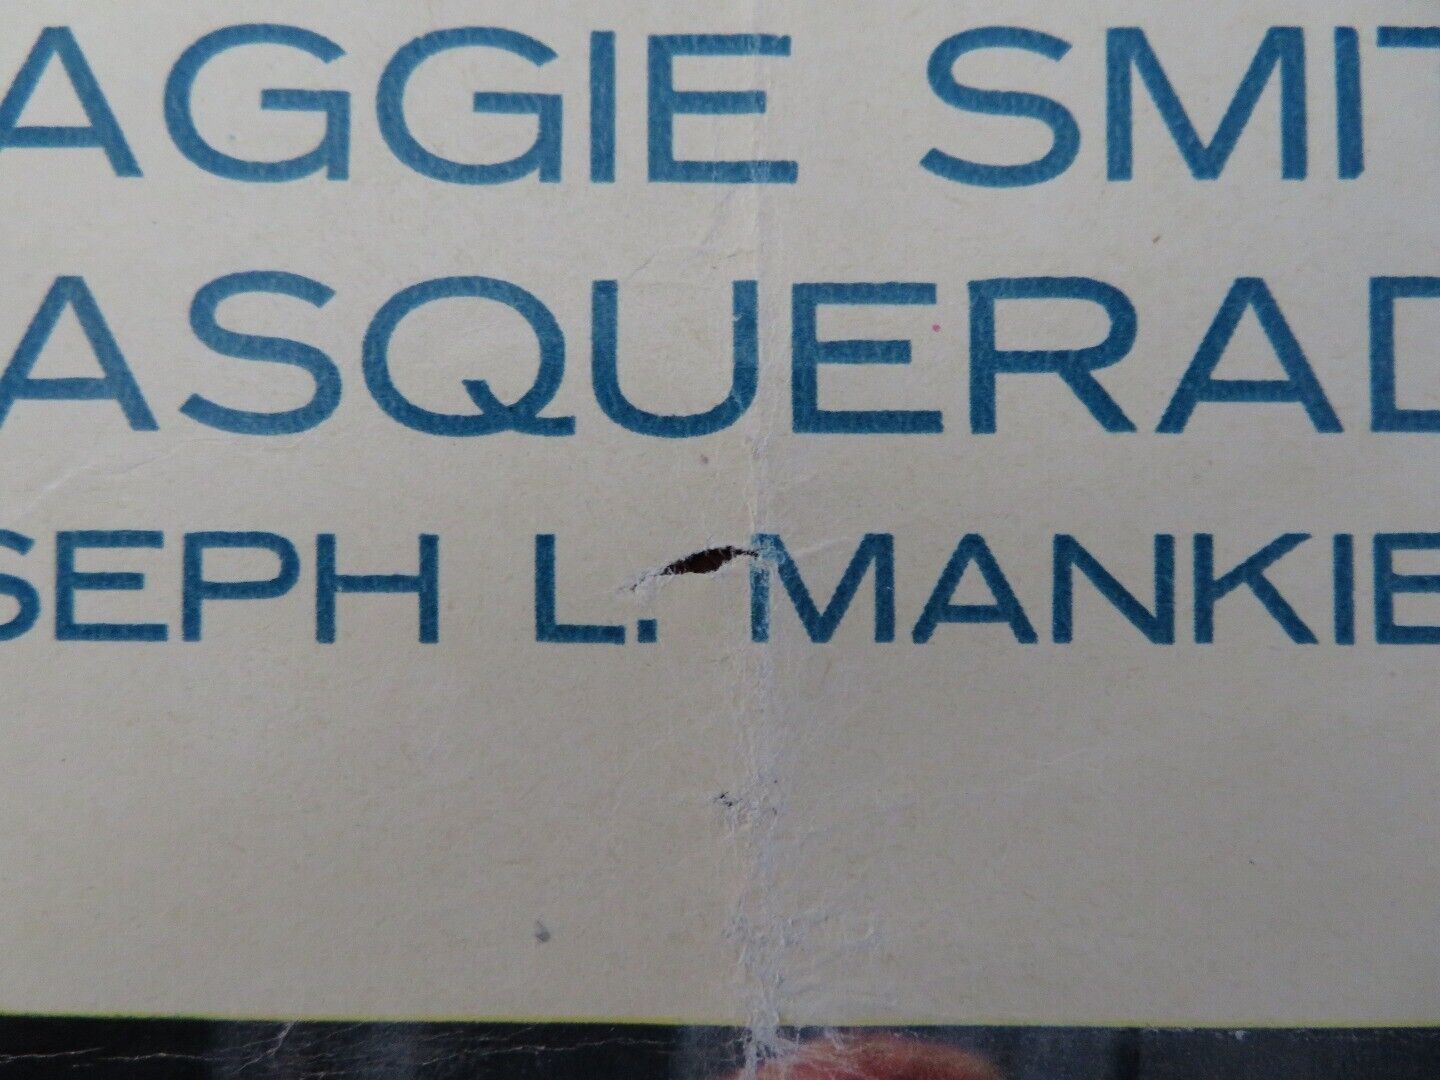 AGGIE SMIT
ASQUERAD
SEPH L. MANKIE